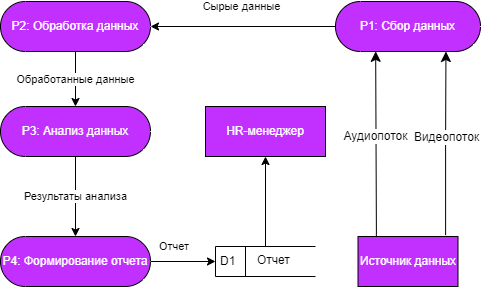 Сырые данные
P2: Обработка данных
P1: Сбор данных
Обработанные данные
P3: Анализ данных
HR-менеджер
Аудиопоток
Видеопоток
Результаты анализа
Отчет
P4: Формирование отчета
D1
Отчет
Источник данных